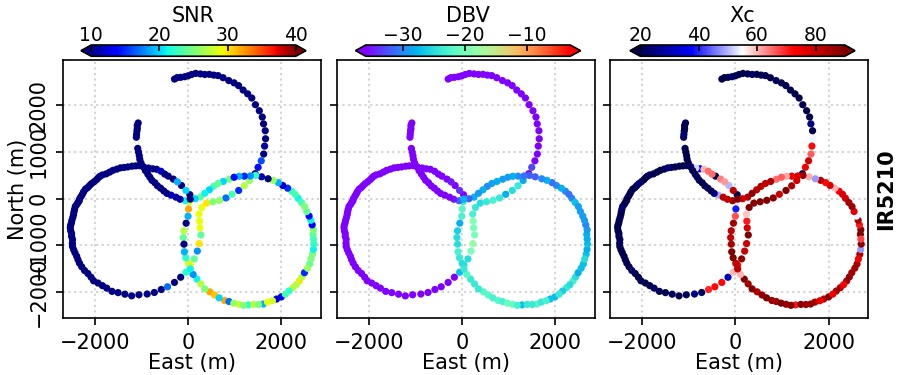 SNR DBV Xc
10 20 30 40 −30 −20 −10 20 40 60 80
North (m)
2000
1000
0
−1000
−2000
IR5210
−2000 0 2000 −2000 0 2000 −2000 0 2000
East (m) East (m) East (m)